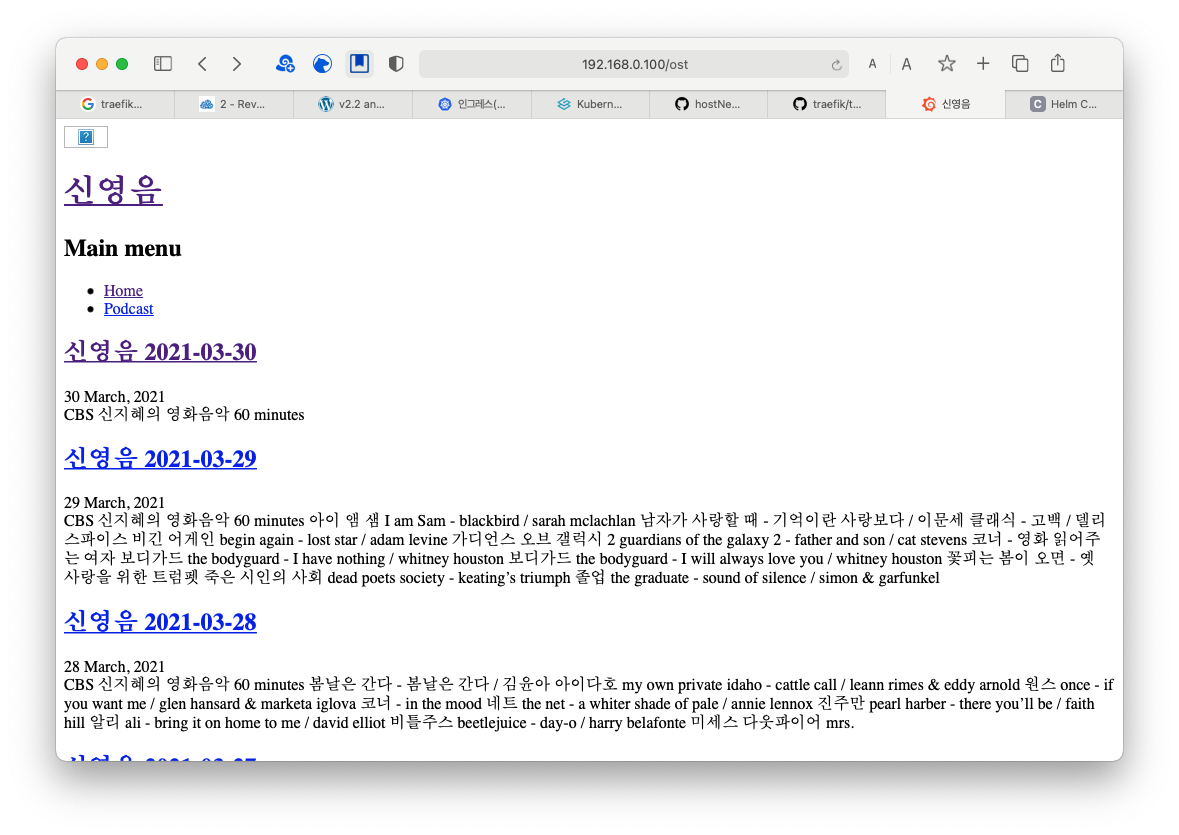 192.168.0.100/ost
A
A
traefik...
2 - Rev...
v2.2 an...
인그레스(...
Kubern...
hostNe...
traefik/t...
신영음
C
Helm C...
?
신영음
Main menu
Home
Podcast
신영음 2021-03-30
30 March, 2021
CBS 신지혜의 영화음악 60 minutes
신영음 2021-03-29
29 March, 2021
CBS 신지혜의 영화음악 60 minutes 아이 앰 샘 I am Sam - blackbird / sarah mclachlan 남자가 사랑할 때 - 기억이란 사랑보다 / 이문세 클래식 - 고백 / 델리
스파이스 비긴 어게인 begin again - lost star / adam levine 가디언스 오브 갤럭시 2 guardians of the galaxy 2 - father and son / cat stevens 코너 - 영화 읽어주
는 여자 보디가드 the bodyguard - I have nothing / whitney houston 보디가드 the bodyguard - I will always love you / whitney houston 꽃피는 봄이 오면 - 옛
사랑을 위한 트럼펫 죽은 시인의 사회 dead poets society - keating’s triumph 졸업 the graduate - sound of silence / simon & garfunkel
신영음 2021-03-28
28 March, 2021
CBS 신지혜의 영화음악 60 minutes 봄날은 간다 - 봄날은 간다 / 김윤아 아이다호 my own private idaho - cattle call / leann rimes & eddy arnold 원스 once - if
you want me / glen hansard & marketa iglova 코너 - in the mood 네트 the net - a whiter shade of pale / annie lennox 진주만 pearl harber - there you’ll be / faith
hill 알리 ali - bring it on home to me / david elliot 비틀주스 beetlejuice - day-o / harry belafonte 미세스 다웃파이어 mrs.
신영음 2021-03-27